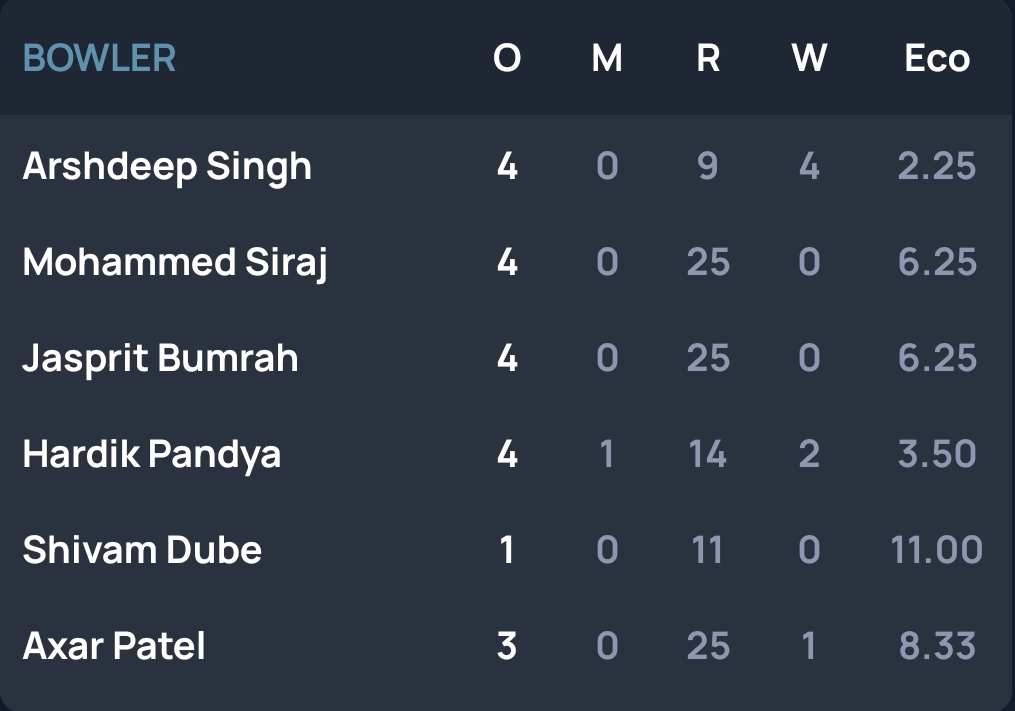 BOWLER O M R W Eco
Arshdeep Singh 4 0 9 4 2.25
Mohammed Siraj 4 0 25 0 6.25
Jasprit Bumrah 4 0 25 0 6.25
Hardik Pandya 4 1 14 2 3.50
Shivam Dube 1 0 11 0 11.00
Axar Patel 3 0 25 1 8.33